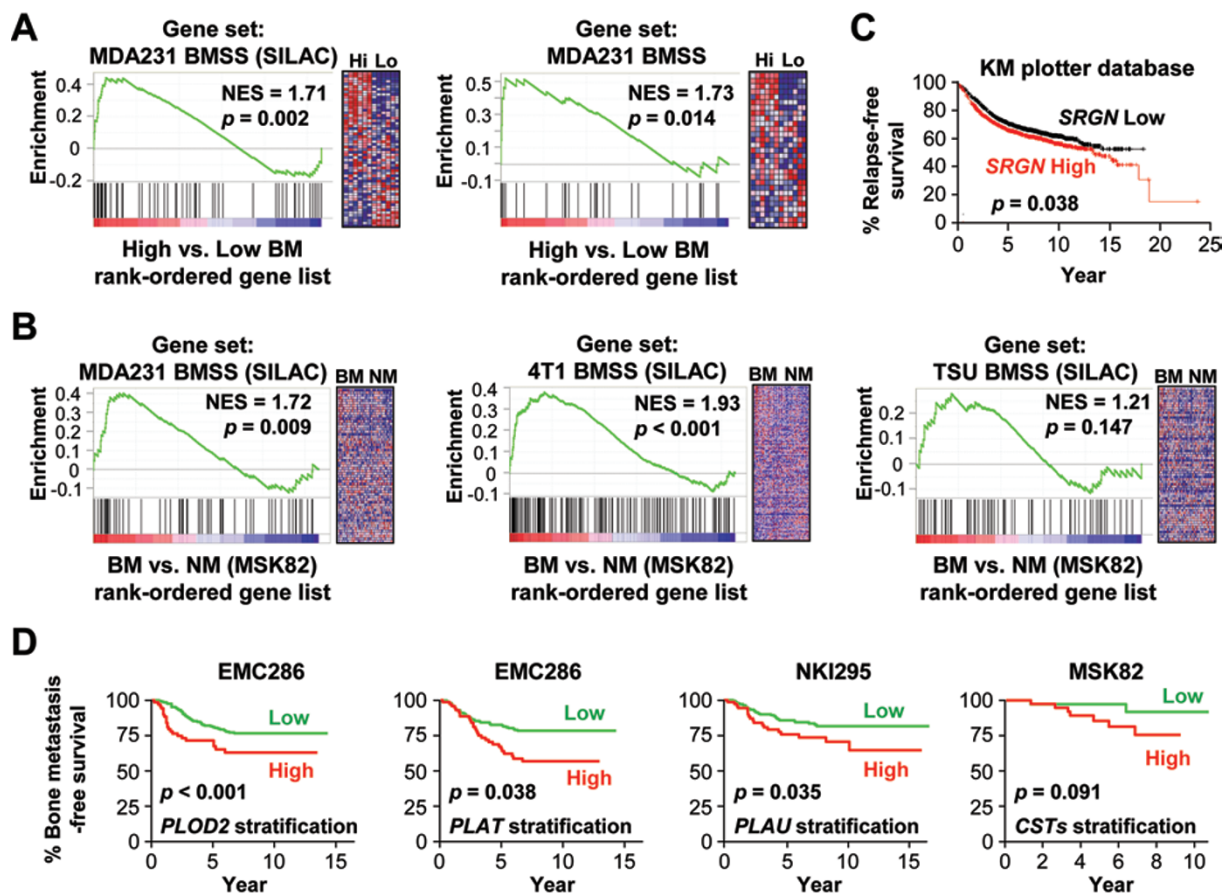 A
Gene set:
MDA231 BMSS (SILAC)
Hi Lo
Enrichment
0.4
0.2
0
-0.2
NES = 1.71
p = 0.002
High vs. Low BM
rank-ordered gene list
Gene set:
MDA231 BMSS
Hi Lo
Enrichment
0.5
0.3
0.1
-0.1
NES = 1.73
p = 0.014
High vs. Low BM
rank-ordered gene list
C
KM plotter database
% Relapse-free
survival
100
80
60
40
20
0
SRGN Low
SRGN High
p = 0.038
0 5 10 15 20 25
Year
B
Gene set:
MDA231 BMSS (SILAC)
BM NM
Enrichment
0.4
0.3
0.2
0.1
0
-0.1
NES = 1.72
p = 0.009
BM vs. NM (MSK82)
rank-ordered gene list
Gene set:
4T1 BMSS (SILAC)
BM NM
Enrichment
0.4
0.3
0.2
0.1
0
-0.1
NES = 1.93
p < 0.001
BM vs. NM (MSK82)
rank-ordered gene list
Gene set:
TSU BMSS (SILAC)
BM NM
Enrichment
0.2
0.1
0
-0.1
NES = 1.21
p = 0.147
BM vs. NM (MSK82)
rank-ordered gene list
D
% Bone metastasis
-free survival
EMC286
100
75
50
25
0
Low
High
p < 0.001
PLOD2 stratification
0 5 10 15
Year
EMC286
100
75
50
25
0
Low
High
p = 0.038
PLAT stratification
0 5 10 15
Year
NKI295
100
75
50
25
0
Low
High
p = 0.035
PLAU stratification
0 5 10 15
Year
MSK82
100
75
50
25
0
Low
High
p = 0.091
CSTs stratification
0 2 4 6 8 10
Year